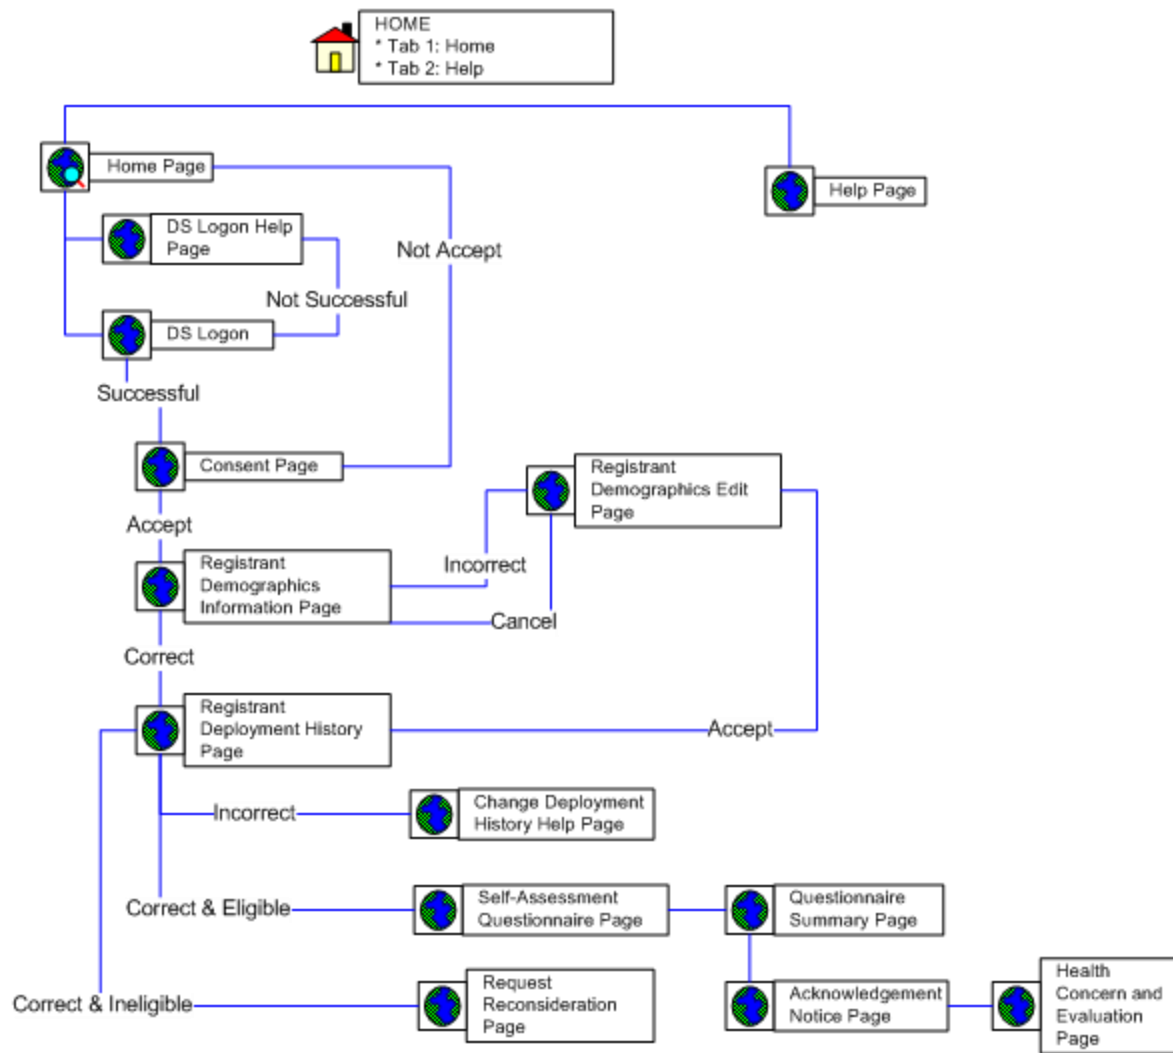 HOME
* Tab 1: Home
* Tab 2: Help
Home Page
Help Page
DS Logon Help
Page
Not Accept
Not Successful
DS Logon
Successful
Consent Page
Registrant
Demographics Edit
Page
Accept
Registrant
Demographics
Information Page
Incorrect
Cancel
Correct
Registrant
Deployment History
Page
Accept
Incorrect
Change Deployment
History Help Page
Correct & Eligible
Self-Assessment
Questionnaire Page
Questionnaire
Summary Page
Correct & Ineligible
Request
Reconsideration
Page
Acknowledgement
Notice Page
Health
Concern and
Evaluation
Page